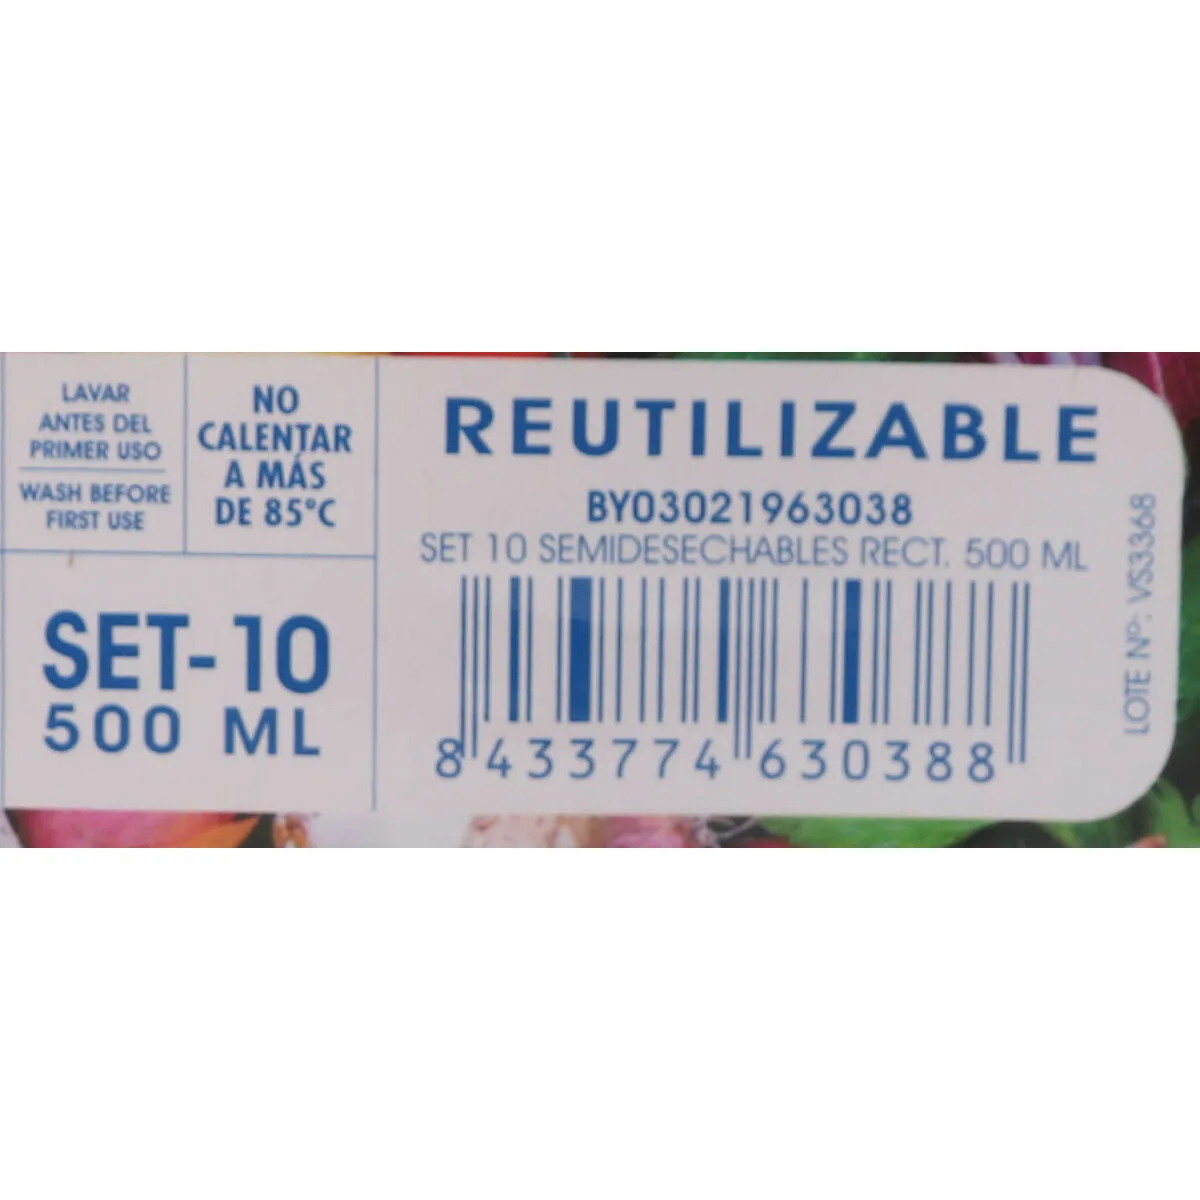 LAVAR
ANTES DEL
PRIMER USO
WASH BEFORE
FIRST USE
NO
CALENTAR
A MÁS
DE 85°C
SET-10
500 ML
REUTILIZABLE
BY03021963038
SET 10 SEMIDESECHABLES RECT. 500 ML
8 433774 630388
LOTE Nº: VS3368